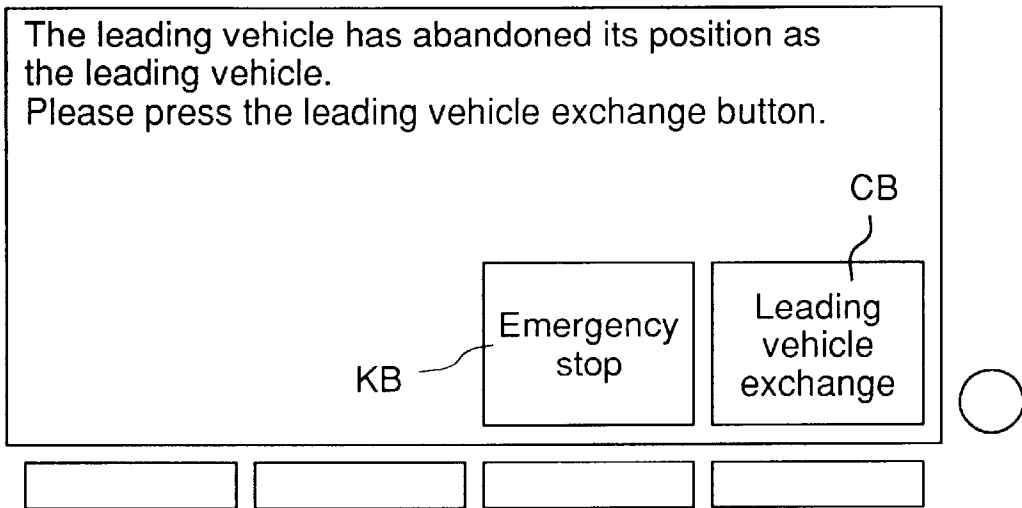 The leading vehicle has abandoned its position as
the leading vehicle.
Please press the leading vehicle exchange button.
CB
Emergency
stop
KB
Leading
vehicle
exchange